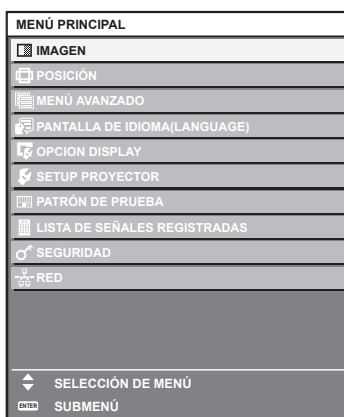 MENÚ PRINCIPAL
IMAGEN
POSICIÓN
MENÚ AVANZADO
PANTALLA DE IDIOMA(LANGUAGE)
OPCION DISPLAY
SETUP PROYECTOR
PATRÓN DE PRUEBA
LISTA DE SEÑALES REGISTRADAS
SEGURIDAD
RED
SELECCIÓN DE MENÚ
ENTER SUBMENÚ